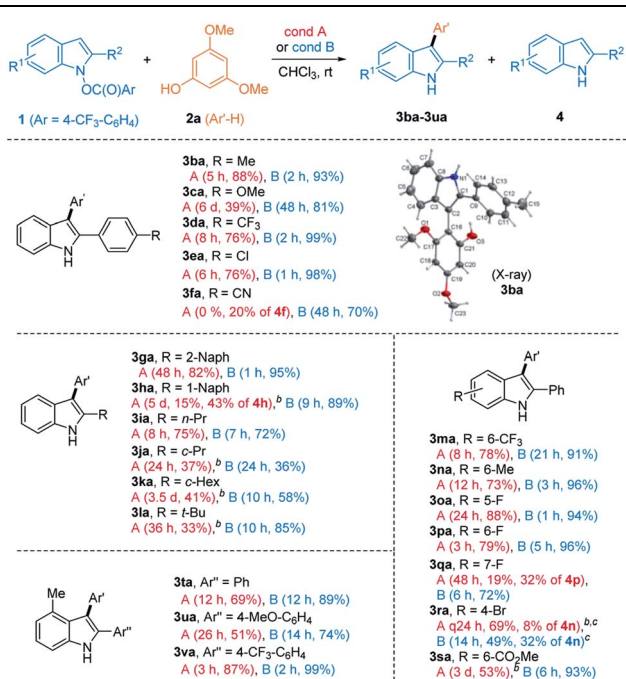 R¹
R²
N
OC(O)Ar
1 (Ar = 4-CF₃-C₆H₄)
+
OMe
HO
OMe
2a (Ar'-H)
cond A
or cond B
CHCl₃, rt
Ar'
R¹
R²
N
H
3ba-3ua
+
R¹
R²
N
H
4
Ar'
R
N
H
3ba, R = Me
A (5 h, 88%), B (2 h, 93%)
3ca, R = OMe
A (6 d, 39%), B (48 h, 81%)
3da, R = CF₃
A (8 h, 76%), B (2 h, 99%)
3ea, R = Cl
A (6 h, 76%), B (1 h, 98%)
3fa, R = CN
A (0 %, 20% of 4f), B (48 h, 70%)
(X-ray)
3ba
Ar'
R
N
H
3ga, R = 2-Naph
A (48 h, 82%), B (1 h, 95%)
3ha, R = 1-Naph
A (5 d, 15%, 43% of 4h),ᵇ B (9 h, 89%)
3ia, R = n-Pr
A (8 h, 75%), B (7 h, 72%)
3ja, R = c-Pr
A (24 h, 37%),ᵇ B (24 h, 36%)
3ka, R = c-Hex
A (3.5 d, 41%),ᵇ B (10 h, 58%)
3la, R = t-Bu
A (36 h, 33%),ᵇ B (10 h, 85%)
Me
Ar'
Ar"
N
H
3ta, Ar" = Ph
A (12 h, 69%), B (12 h, 89%)
3ua, Ar" = 4-MeO-C₆H₄
A (26 h, 51%), B (14 h, 74%)
3va, Ar" = 4-CF₃-C₆H₄
A (3 h, 87%), B (2 h, 99%)
Ar'
R
Ph
N
H
3ma, R = 6-CF₃
A (8 h, 78%), B (21 h, 91%)
3na, R = 6-Me
A (12 h, 73%), B (3 h, 96%)
3oa, R = 5-F
A (24 h, 88%), B (1 h, 94%)
3pa, R = 6-F
A (3 h, 79%), B (5 h, 96%)
3qa, R = 7-F
A (48 h, 19%, 32% of 4p),
B (6 h, 72%)
3ra, R = 4-Br
A q24 h, 69%, 8% of 4n),ᵇ,ᶜ
B (14 h, 49%, 32% of 4n)ᶜ
3sa, R = 6-CO₂Me
A (3 d, 53%),ᵇ B (6 h, 93%)